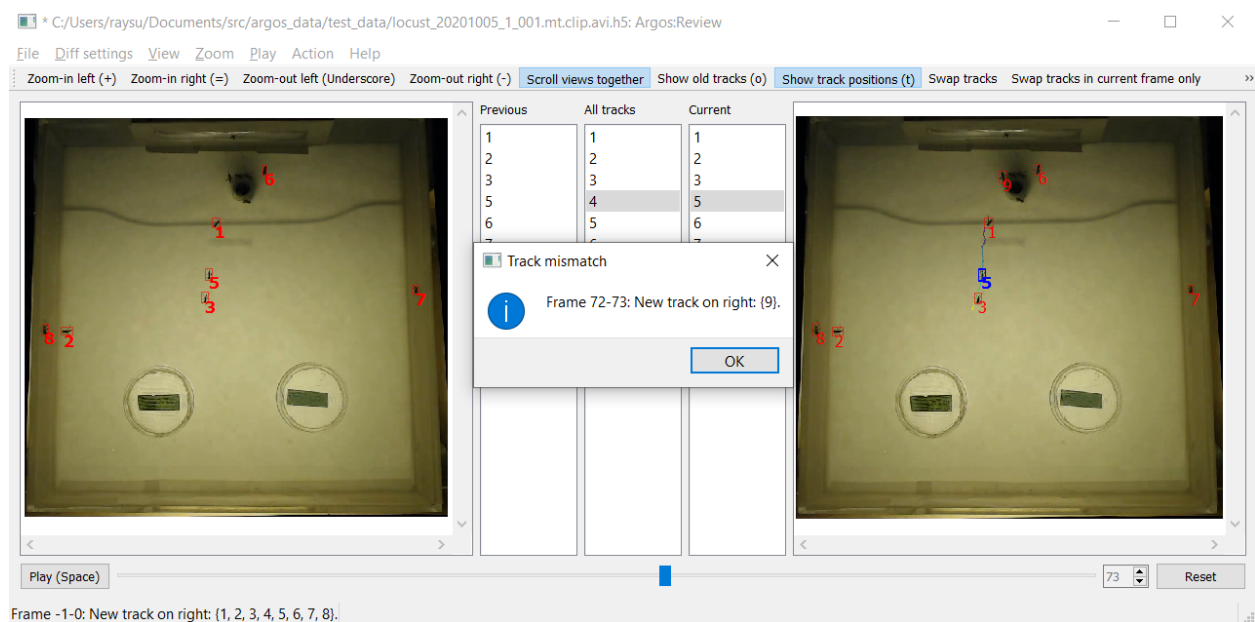 * C:/Users/raysu/Documents/src/argos_data/test_data/locust_20201005_1_001.mt.clip.avi.h5: Argos:Review
File Diff settings View Zoom Play Action Help
Zoom-in left (+) Zoom-in right (=) Zoom-out left (Underscore) Zoom-out right (-) Scroll views together Show old tracks (o) Show track positions (t) Swap tracks Swap tracks in current frame only »
Previous All tracks Current
1 1 1
2 2 2
3 3 3
5 4 5
6 5 6
6
1
5
3
7
8 2
Track mismatch
Frame 72-73: New track on right: {9}.
OK
9 6
1
5
3
7
8 2
Play (Space) 73 Reset
Frame -1-0: New track on right: {1, 2, 3, 4, 5, 6, 7, 8}.